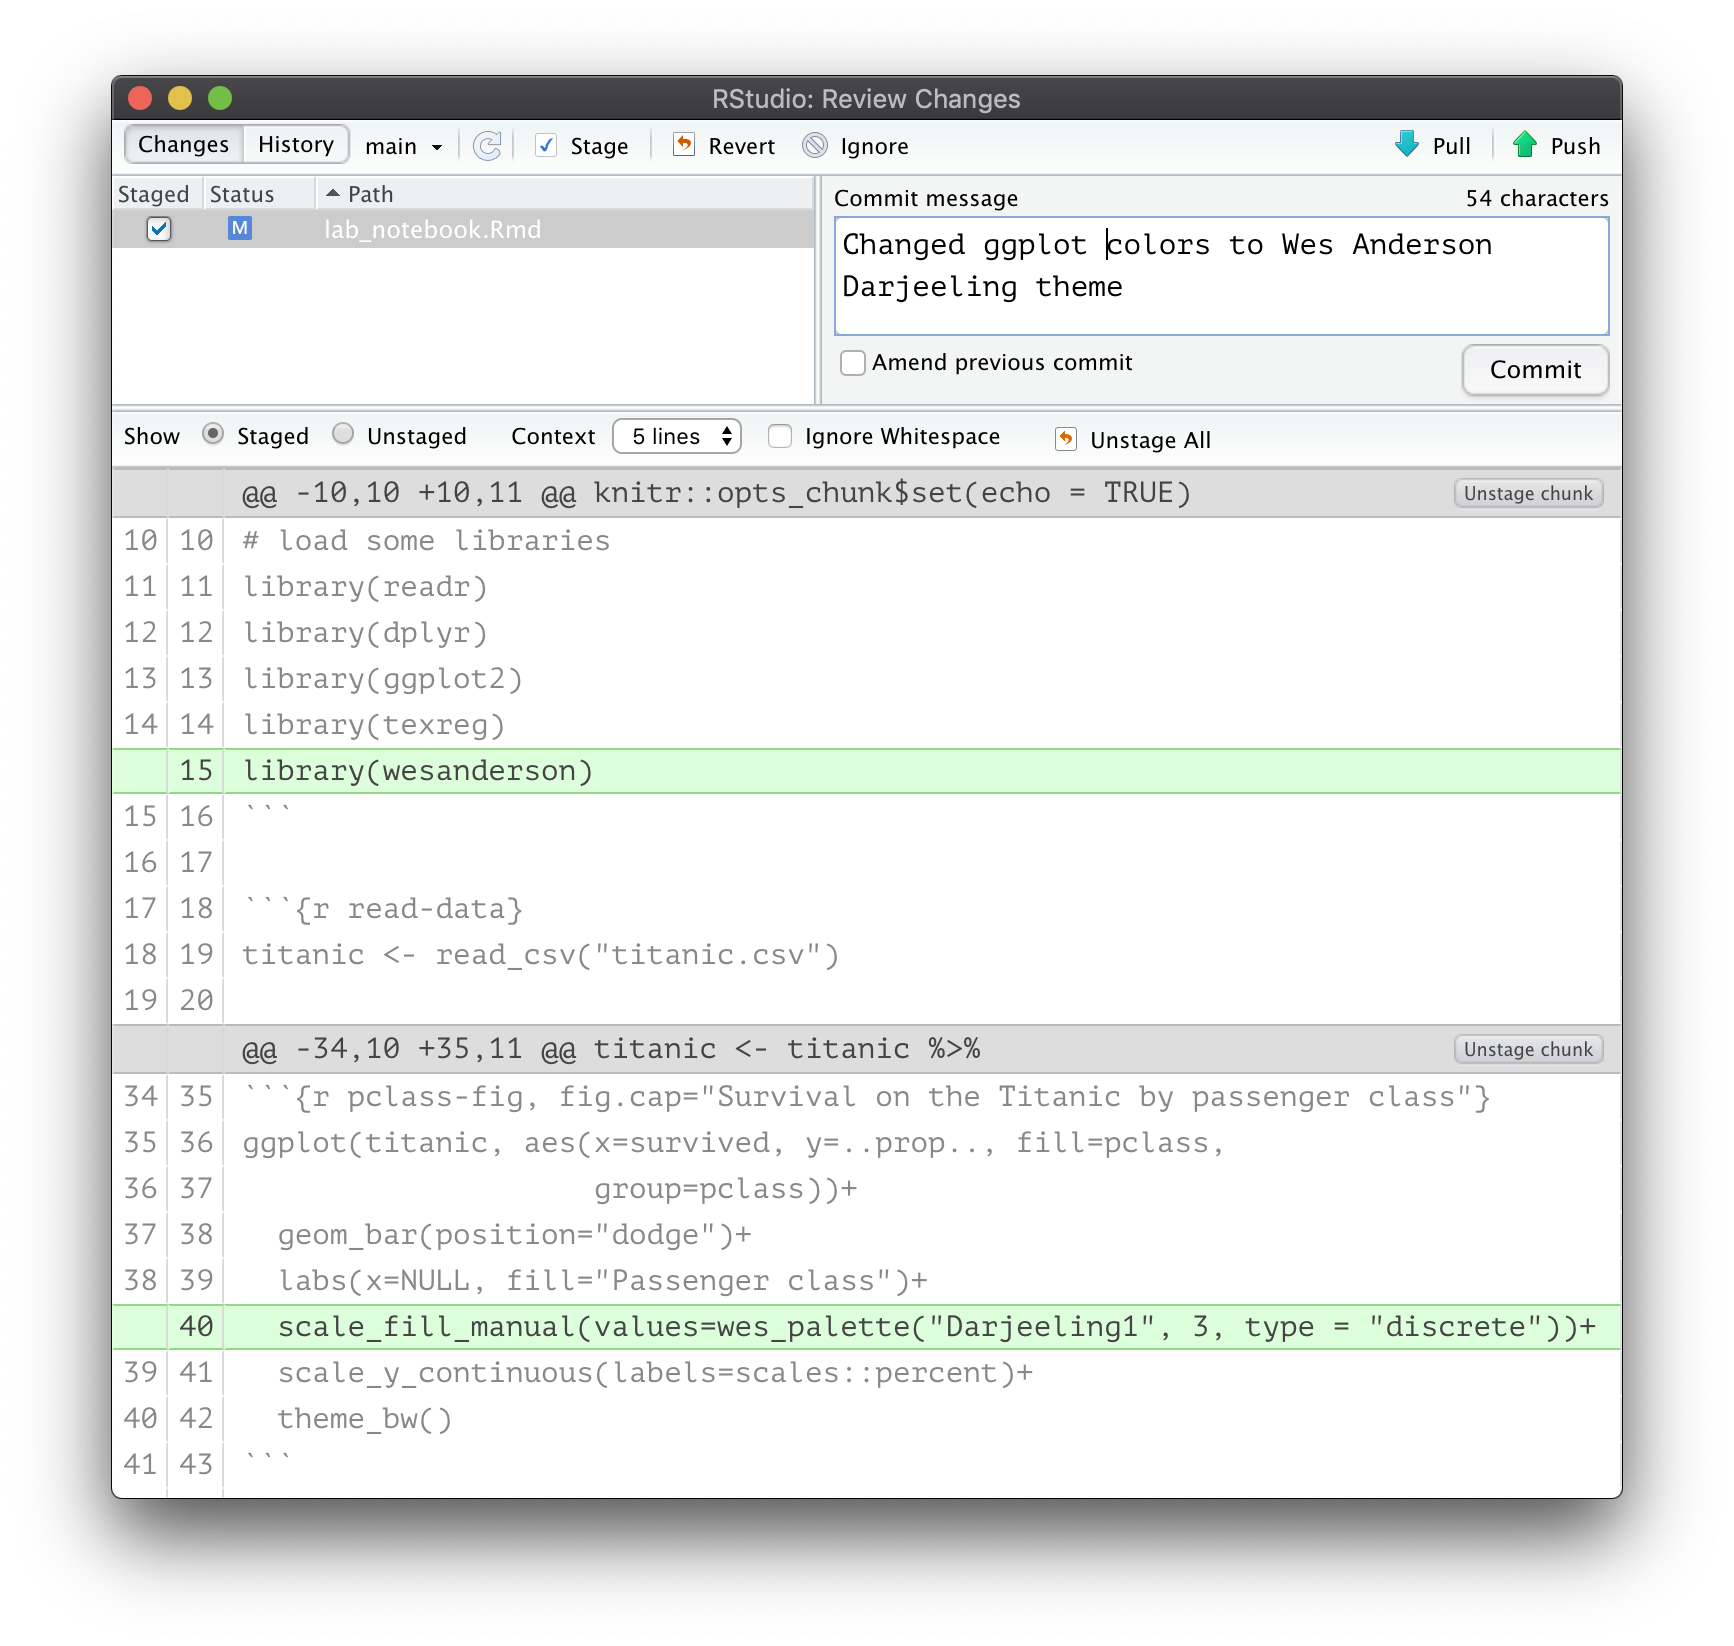 RStudio: Review Changes
Changes History main Stage Revert Ignore Pull Push
Staged Status Path
M lab_notebook.Rmd
Commit message 54 characters
Changed ggplot colors to Wes Anderson
Darjeeling theme
Amend previous commit
Commit
Show Staged Unstaged Context 5 lines Ignore Whitespace Unstage All
@@ -10,10 +10,11 @@ knitr::opts_chunk$set(echo = TRUE) Unstage chunk
10 10 # load some libraries
11 11 library(readr)
12 12 library(dplyr)
13 13 library(ggplot2)
14 14 library(texreg)
15 library(wesanderson)
15 16 ```
16 17
17 18 ```{r read-data}
18 19 titanic <- read_csv("titanic.csv")
19 20
@@ -34,10 +35,11 @@ titanic <- titanic %>% Unstage chunk
34 35 ```{r pclass-fig, fig.cap="Survival on the Titanic by passenger class"}
35 36 ggplot(titanic, aes(x=survived, y=..prop.., fill=pclass,
36 37 group=pclass))+
37 38 geom_bar(position="dodge")+
38 39 labs(x=NULL, fill="Passenger class")+
40 scale_fill_manual(values=wes_palette("Darjeeling1", 3, type = "discrete"))+
39 41 scale_y_continuous(labels=scales::percent)+
40 42 theme_bw()
41 43 ```